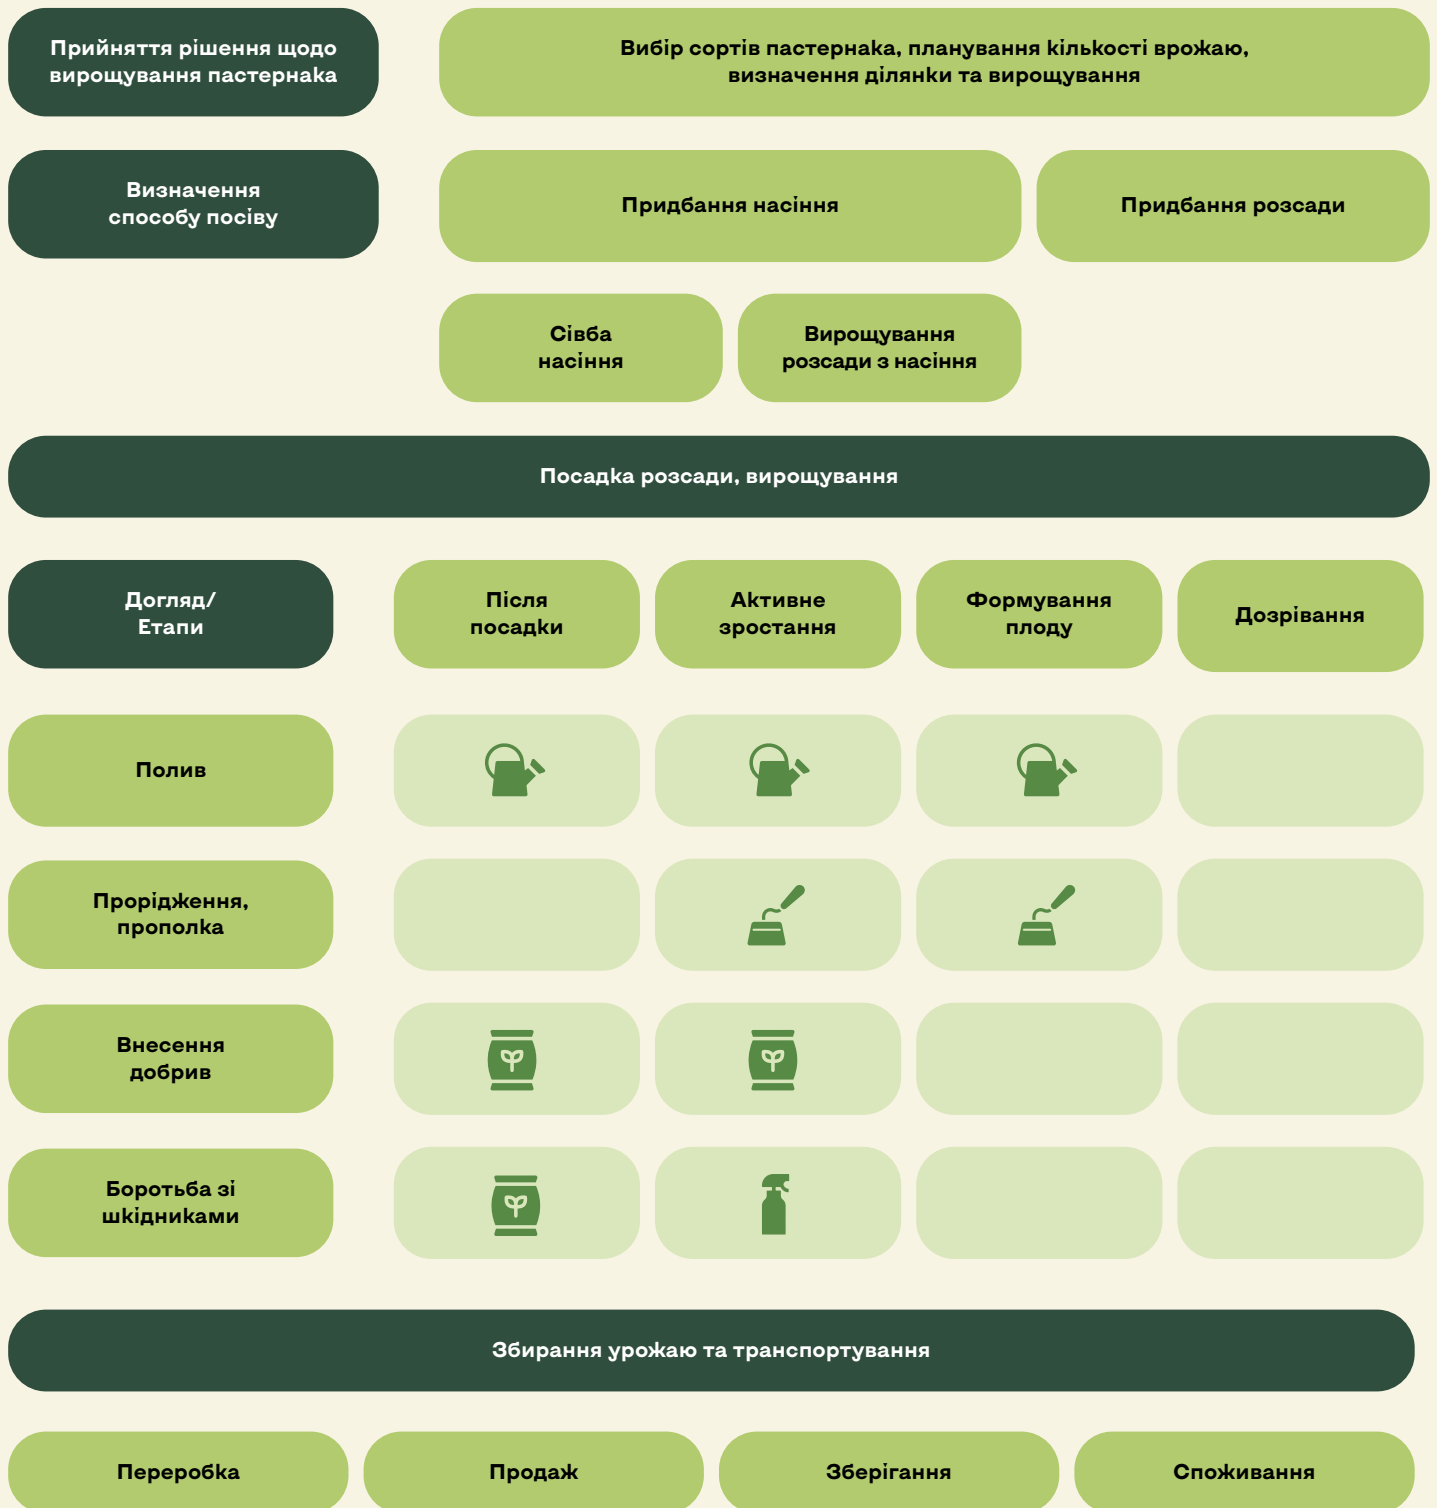 Прийняття рішення щодо
вирощування пастернака
Вибір сортів пастернака, планування кількості врожаю,
визначення ділянки та вирощування
Визначення
способу посіву
Придбання насіння
Придбання розсади
Сівба
насіння
Вирощування
розсади з насіння
Посадка розсади, вирощування
Догляд/
Етапи
Після
посадки
Активне
зростання
Формування
плоду
Дозрівання
Полив
Прорідження,
прополка
Внесення
добрив
Боротьба зі
шкідниками
Збирання урожаю та транспортування
Переробка
Продаж
Зберігання
Споживання